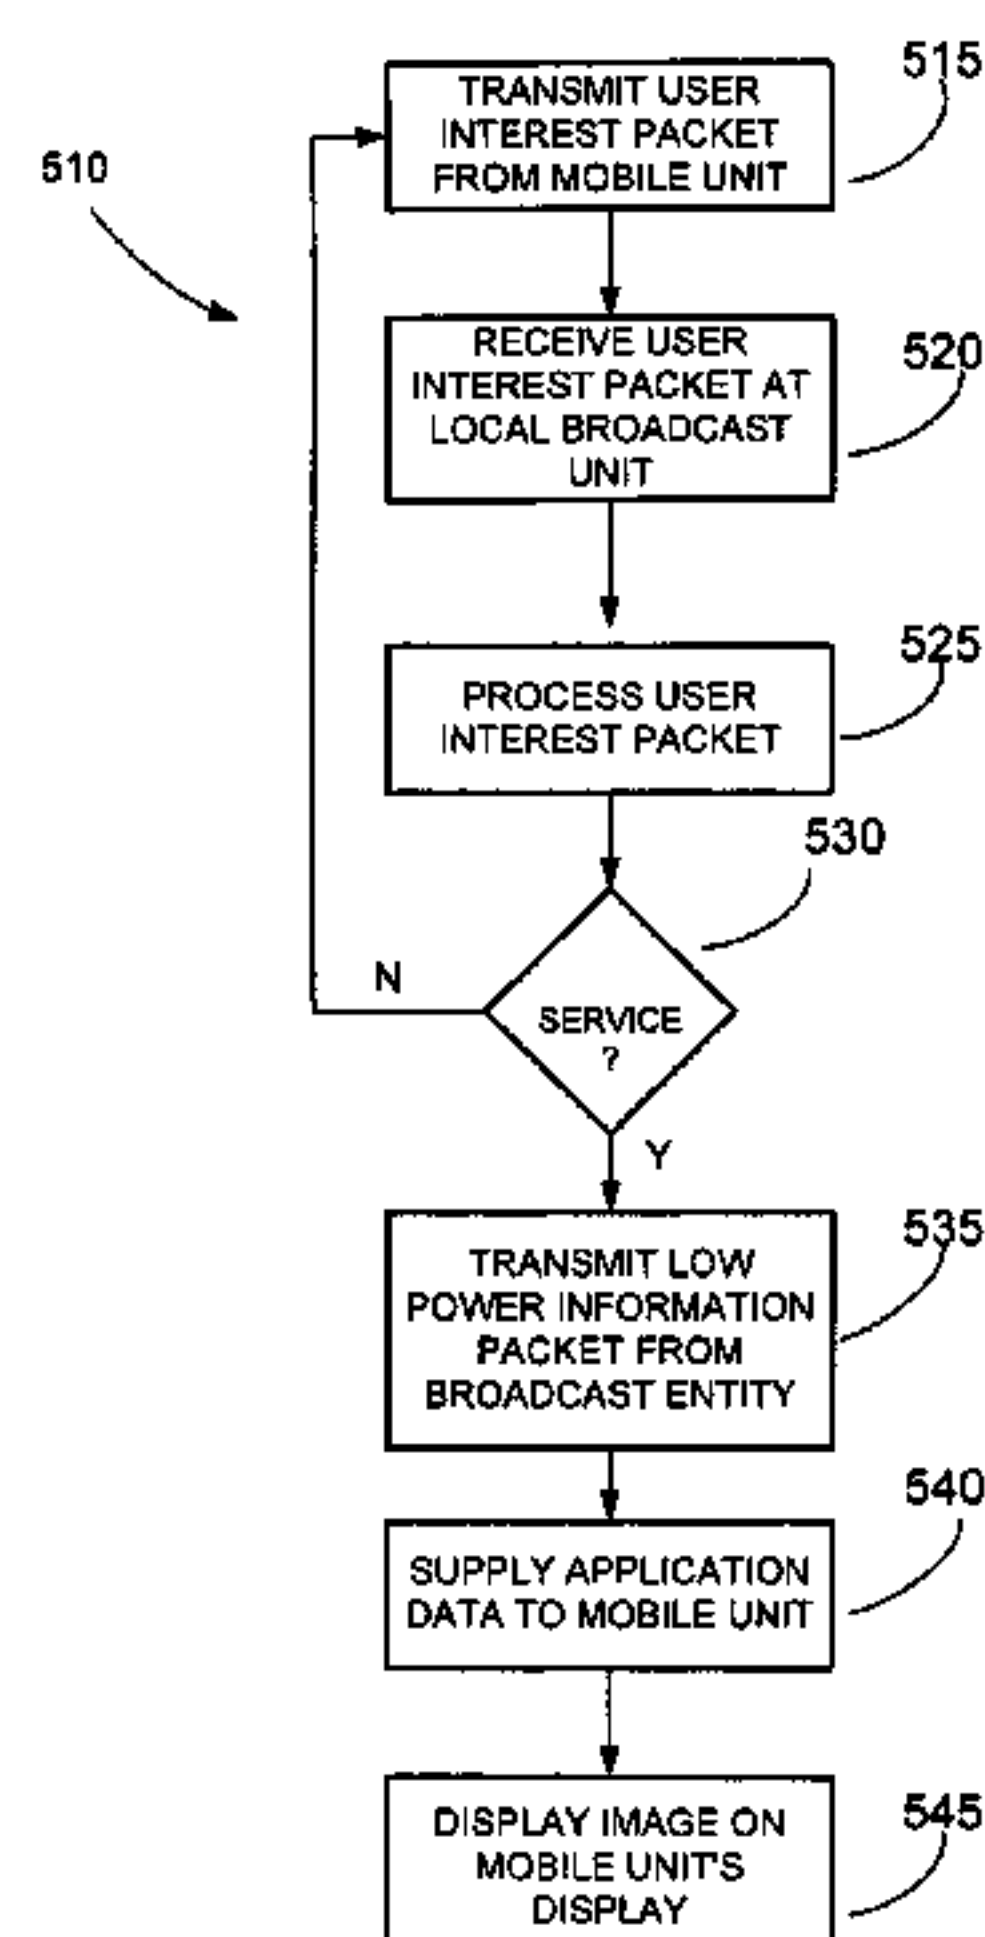 515
TRANSMIT USER
INTEREST PACKET
FROM MOBILE UNIT
510
RECEIVE USER
INTEREST PACKET AT
LOCAL BROADCAST
UNIT
520
525
PROCESS USER
INTEREST PACKET
530
N
SERVICE
?
Y
535
TRANSMIT LOW
POWER INFORMATION
PACKET FROM
BROADCAST ENTITY
540
SUPPLY APPLICATION
DATA TO MOBILE UNIT
545
DISPLAY IMAGE ON
MOBILE UNIT'S
DISPLAY